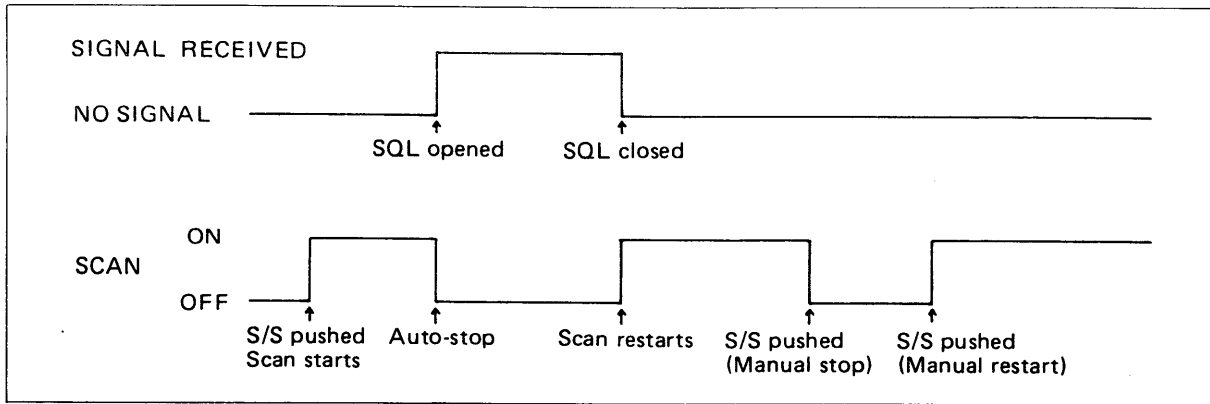 SIGNAL RECEIVED
NO SIGNAL
SQL opened
SQL closed
ON
SCAN
OFF
S/S pushed
Scan starts
Auto-stop
Scan restarts
S/S pushed
(Manual stop)
S/S pushed
(Manual restart)